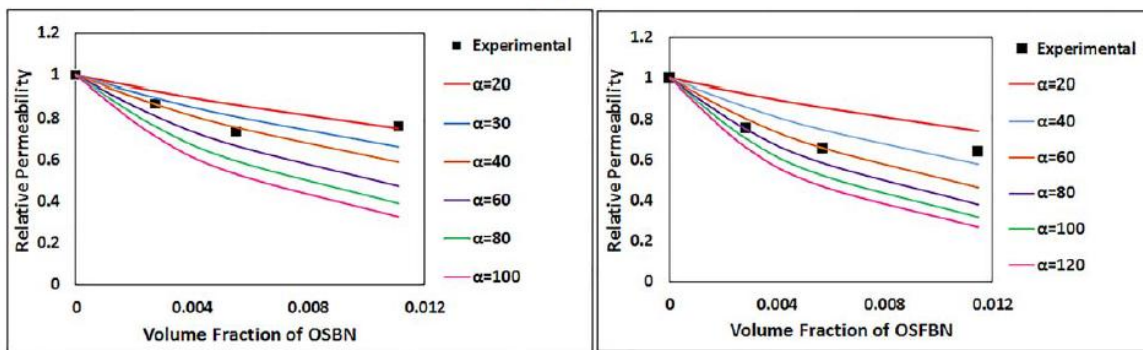 1.2
1
0.8
0.6
0.4
0.2
0
Relative Permeability
0
0.004
0.008
0.012
Volume Fraction of OSBN
Experimental
α=20
α=30
α=40
α=60
α=80
α=100
1.2
1
0.8
0.6
0.4
0.2
0
Relative Permeability
0
0.004
0.008
0.012
Volume Fraction of OSFBN
Experimental
α=20
α=40
α=60
α=80
α=100
α=120